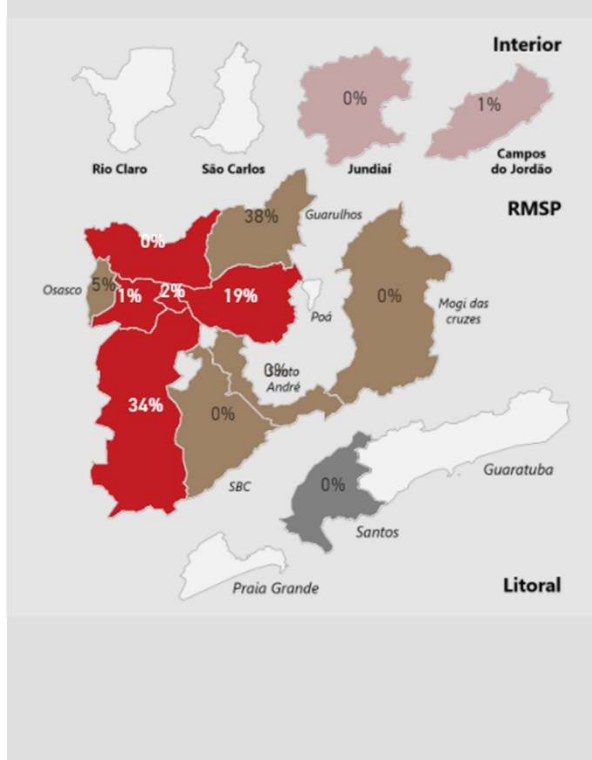 Interior
0%
1%
Rio Claro
São Carlos
Jundiaí
Campos
do Jordão
RMSP
38%
Guarulhos
0%
5%
Osasco
1%
2%
19%
Poá
0%
Mogi das
cruzes
0%
Santo
André
34%
0%
SBC
Guaratuba
0%
Santos
Praia Grande
Litoral